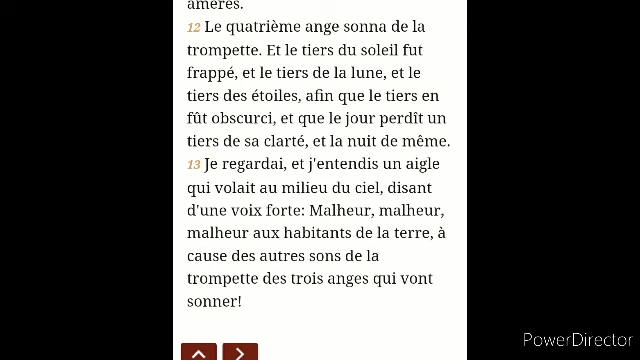 amères.
12 Le quatrième ange sonna de la
trompette. Et le tiers du soleil fut
frappé, et le tiers de la lune, et le
tiers des étoiles, afin que le tiers en
fût obscurci, et que le jour perdît un
tiers de sa clarté, et la nuit de même.
13 Je regardai, et j'entendis un aigle
qui volait au milieu du ciel, disant
d'une voix forte: Malheur, malheur,
malheur aux habitants de la terre, à
cause des autres sons de la
trompette des trois anges qui vont
sonner!
PowerDirector